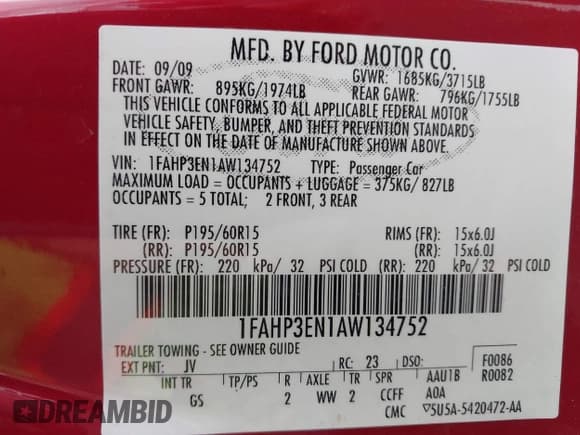 MFD. BY FORD MOTOR CO.
DATE: 09/09 GVWR: 1685KG/3715LB
FRONT GAWR: 895KG/1974LB REAR GAWR: 796KG/1755LB
THIS VEHICLE CONFORMS TO ALL APPLICABLE FEDERAL MOTOR
VEHICLE SAFETY, BUMPER, AND THEFT PREVENTION STANDARDS
IN EFFECT ON THE DATE OF MANUFACTURE SHOWN ABOVE.
VIN: 1FAHP3EN1AW134752 TYPE: Passenger Car
MAXIMUM LOAD = OCCUPANTS + LUGGAGE = 375KG/ 827LB
OCCUPANTS = 5 TOTAL; 2 FRONT, 3 REAR
TIRE (FR): P195/60R15 RIMS (FR): 15x6.0J
(RR): P195/60R15 (RR): 15x6.0J
PRESSURE (FR): 220 kPa/ 32 PSI COLD (RR): 220 kPa/ 32 PSI COLD
1FAHP3EN1AW134752
TRAILER TOWING - SEE OWNER GUIDE
EXT PNT: JV RC: 23 DSO: F0086
R0082
INT TR TP/PS R AXLE TR SPR AAU1B
GS 2 WW 2 CCFF A0A
CMC ▽5U5A-5420472-AA
DREAMBID